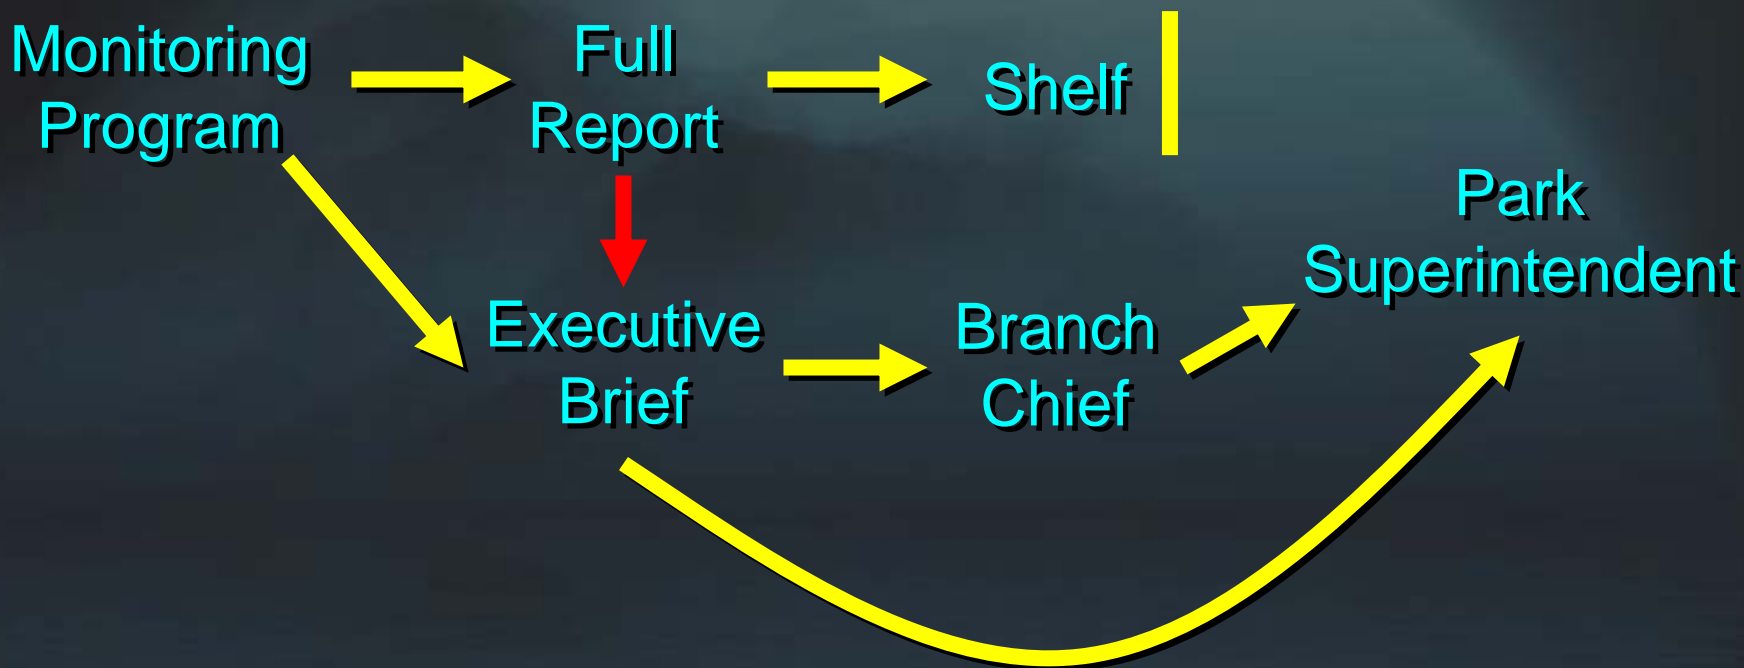 Monitoring
Program
Full
Report
Shelf
Executive
Brief
Branch
Chief
Park
Superintendent